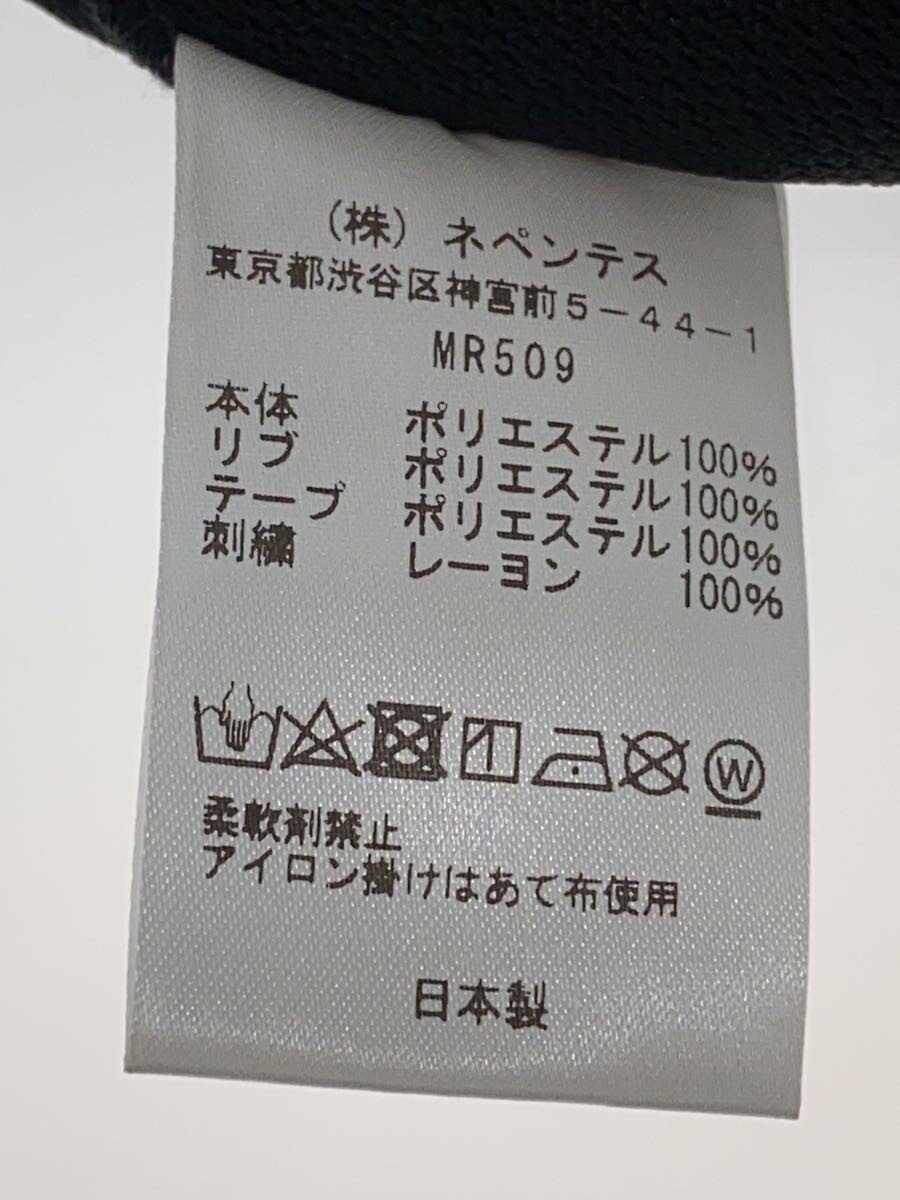 (株) ネペンテス
東京都渋谷区神宮前5-44-1
MR509
本体 ポリエステル100%
リブ ポリエステル100%
テープ ポリエステル100%
刺繍 レーヨン 100%
W
柔軟剤禁止
アイロン掛けはあて布使用
日本製